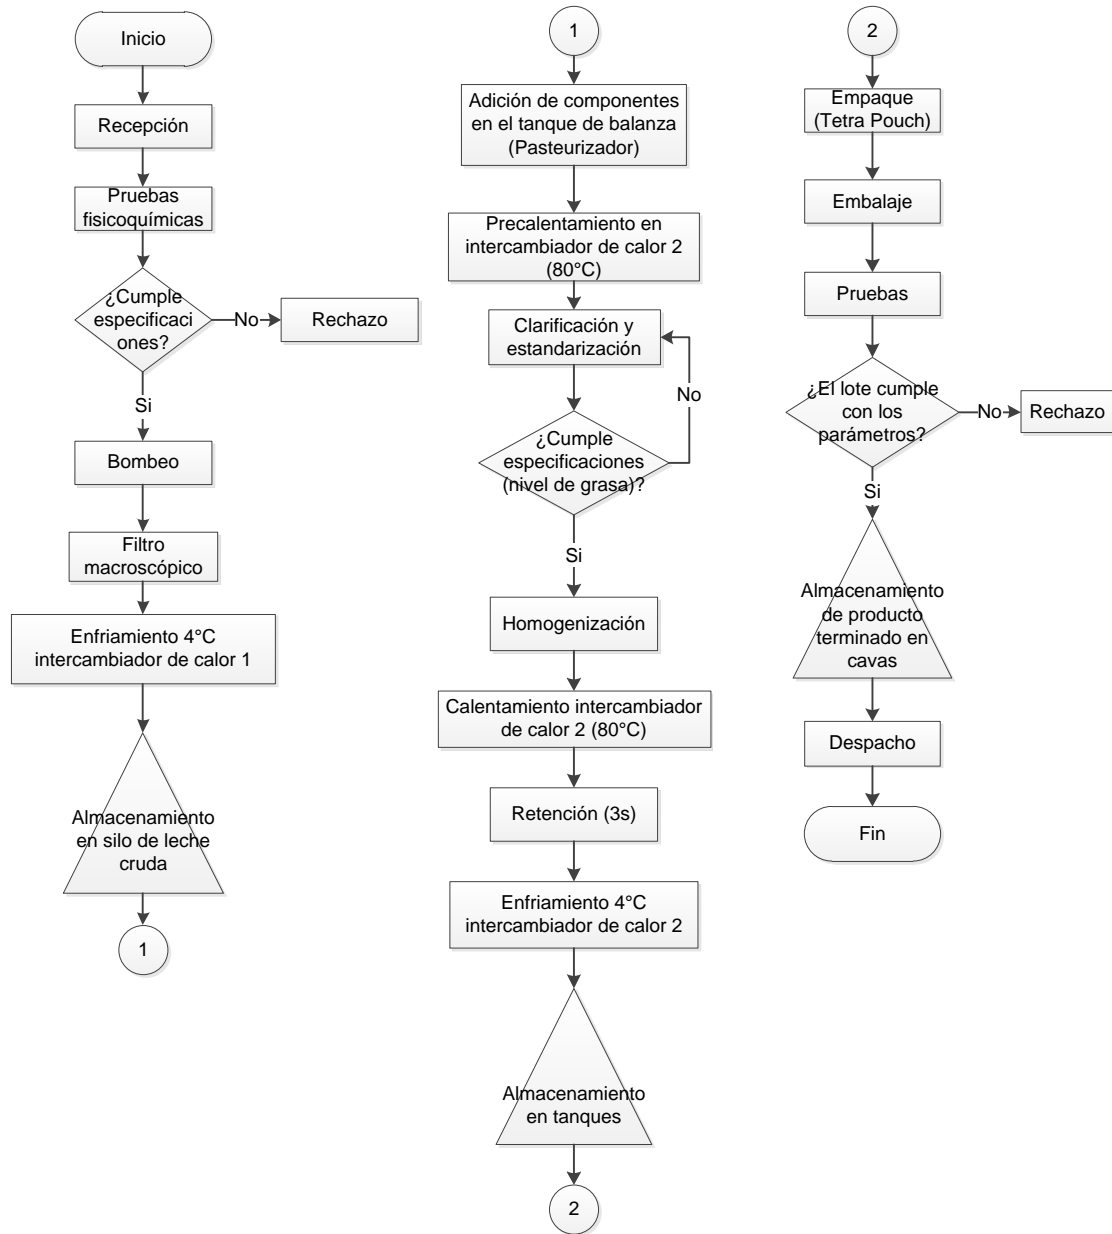 Inicio
Recepción
Pruebas
fisicoquímicas
¿Cumple
especificaci
ones?
No
Rechazo
Si
Bombeo
Filtro
macroscópico
Enfriamiento 4°C
intercambiador de calor 1
Almacenamiento
en silo de leche
cruda
1
1
Adición de componentes
en el tanque de balanza
(Pasteurizador)
Precalentamiento en
intercambiador de calor 2
(80°C)
Clarificación y
estandarización
No
¿Cumple
especificaciones
(nivel de grasa)?
Si
Homogenización
Calentamiento intercambiador
de calor 2 (80°C)
Retención (3s)
Enfriamiento 4°C
intercambiador de calor 2
Almacenamiento
en tanques
2
2
Empaque
(Tetra Pouch)
Embalaje
Pruebas
¿El lote cumple
con los
parámetros?
No
Rechazo
Si
Almacenamiento
de producto
terminado en
cavas
Despacho
Fin